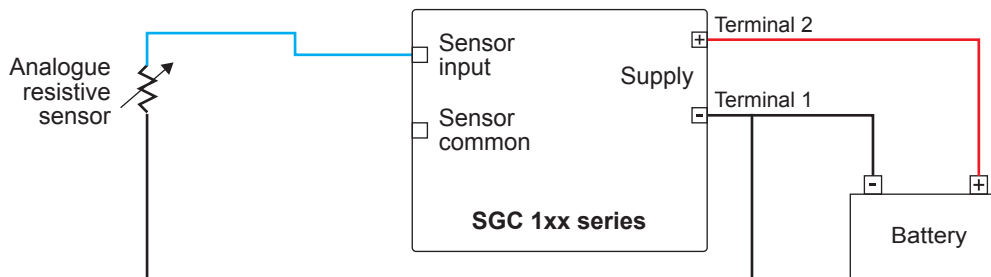 Analogue
resistive
sensor
Sensor
input
Sensor
common
Supply
SGC 1xx series
+
Terminal 2
Terminal 1
-
-
+
Battery